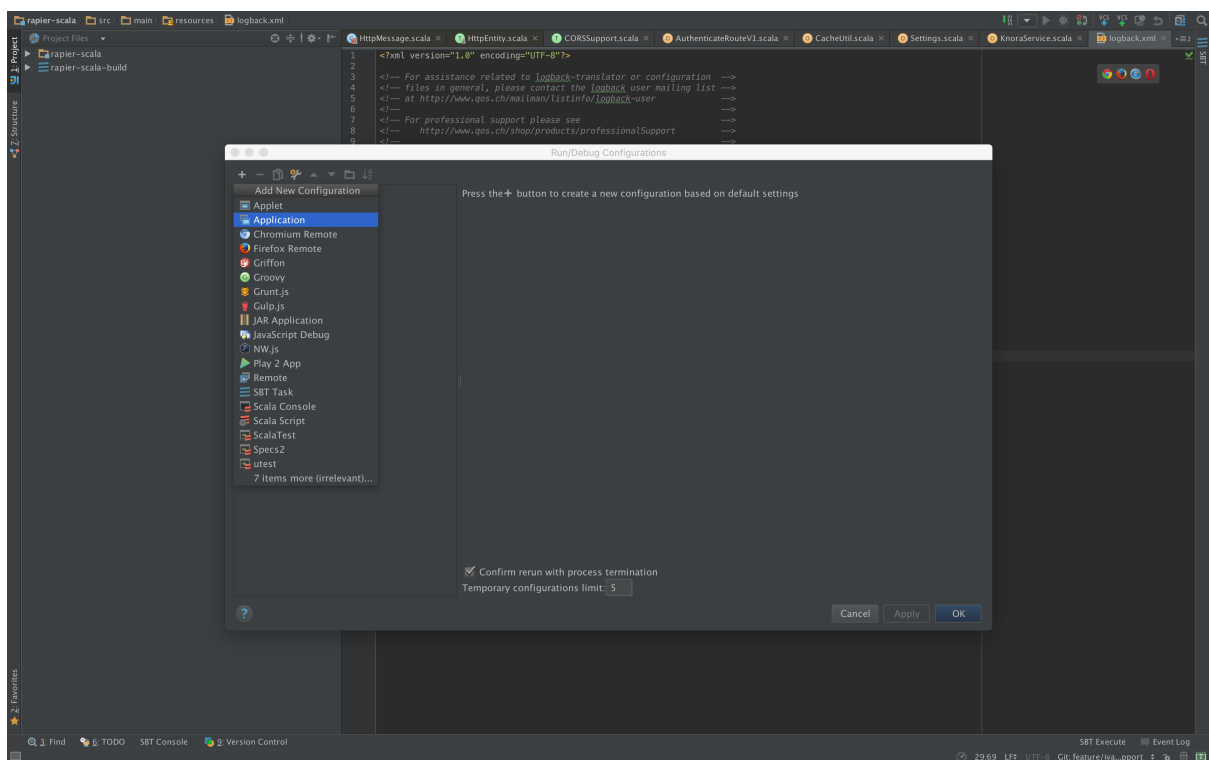 rapier-scala src main resources logback.xml
Project Files
HttpMessage.scala HttpEntity.scala CORSSupport.scala AuthenticateRouteV1.scala CacheUtil.scala Settings.scala KnoraService.scala logback.xml
1: Project
Z: Structure
2: Favorites
SBT
rapier-scala
rapier-scala-build
1 <?xml version="1.0" encoding="UTF-8"?>
2
3 <!-- For assistance related to logback-translator or configuration -->
4 <!-- files in general, please contact the logback user mailing list -->
5 <!-- at http://www.qos.ch/mailman/listinfo/logback-user -->
6 <!-- -->
7 <!-- For professional support please see -->
8 <!-- http://www.qos.ch/shop/products/professionalSupport -->
9 <!-- -->
Run/Debug Configurations
Add New Configuration
Press the + button to create a new configuration based on default settings
Applet
Application
Chromium Remote
Firefox Remote
Griffon
Groovy
Grunt.js
Gulp.js
JAR Application
JavaScript Debug
NW.js
Play 2 App
Remote
SBT Task
Scala Console
Scala Script
ScalaTest
Specs2
utest
7 items more (irrelevant)...
Confirm rerun with process termination
Temporary configurations limit: 5
? Cancel Apply OK
3: Find 6: TODO SBT Console 9: Version Control SBT Execute Event Log
29:69 LF UTF-8 Git: feature/iva...pport